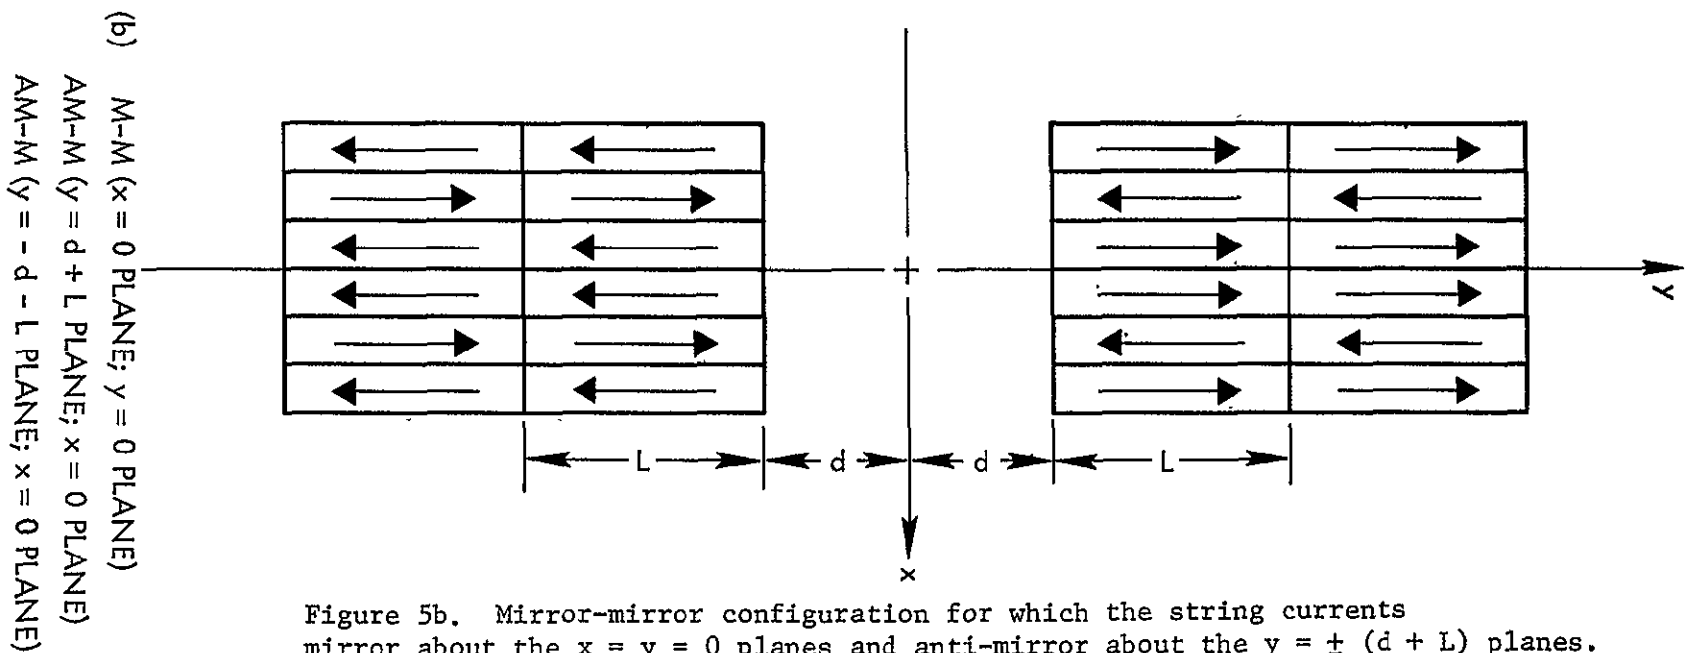 (b) M-M (x = 0 PLANE; y = 0 PLANE)
AM-M (y = d + L PLANE; x = 0 PLANE)
AM-M (y = - d - L PLANE; x = 0 PLANE)
y
L
d
d
L
x
Figure 5b. Mirror-mirror configuration for which the string currents
mirror about the x = y = 0 planes and anti-mirror about the y = ± (d + L) planes.